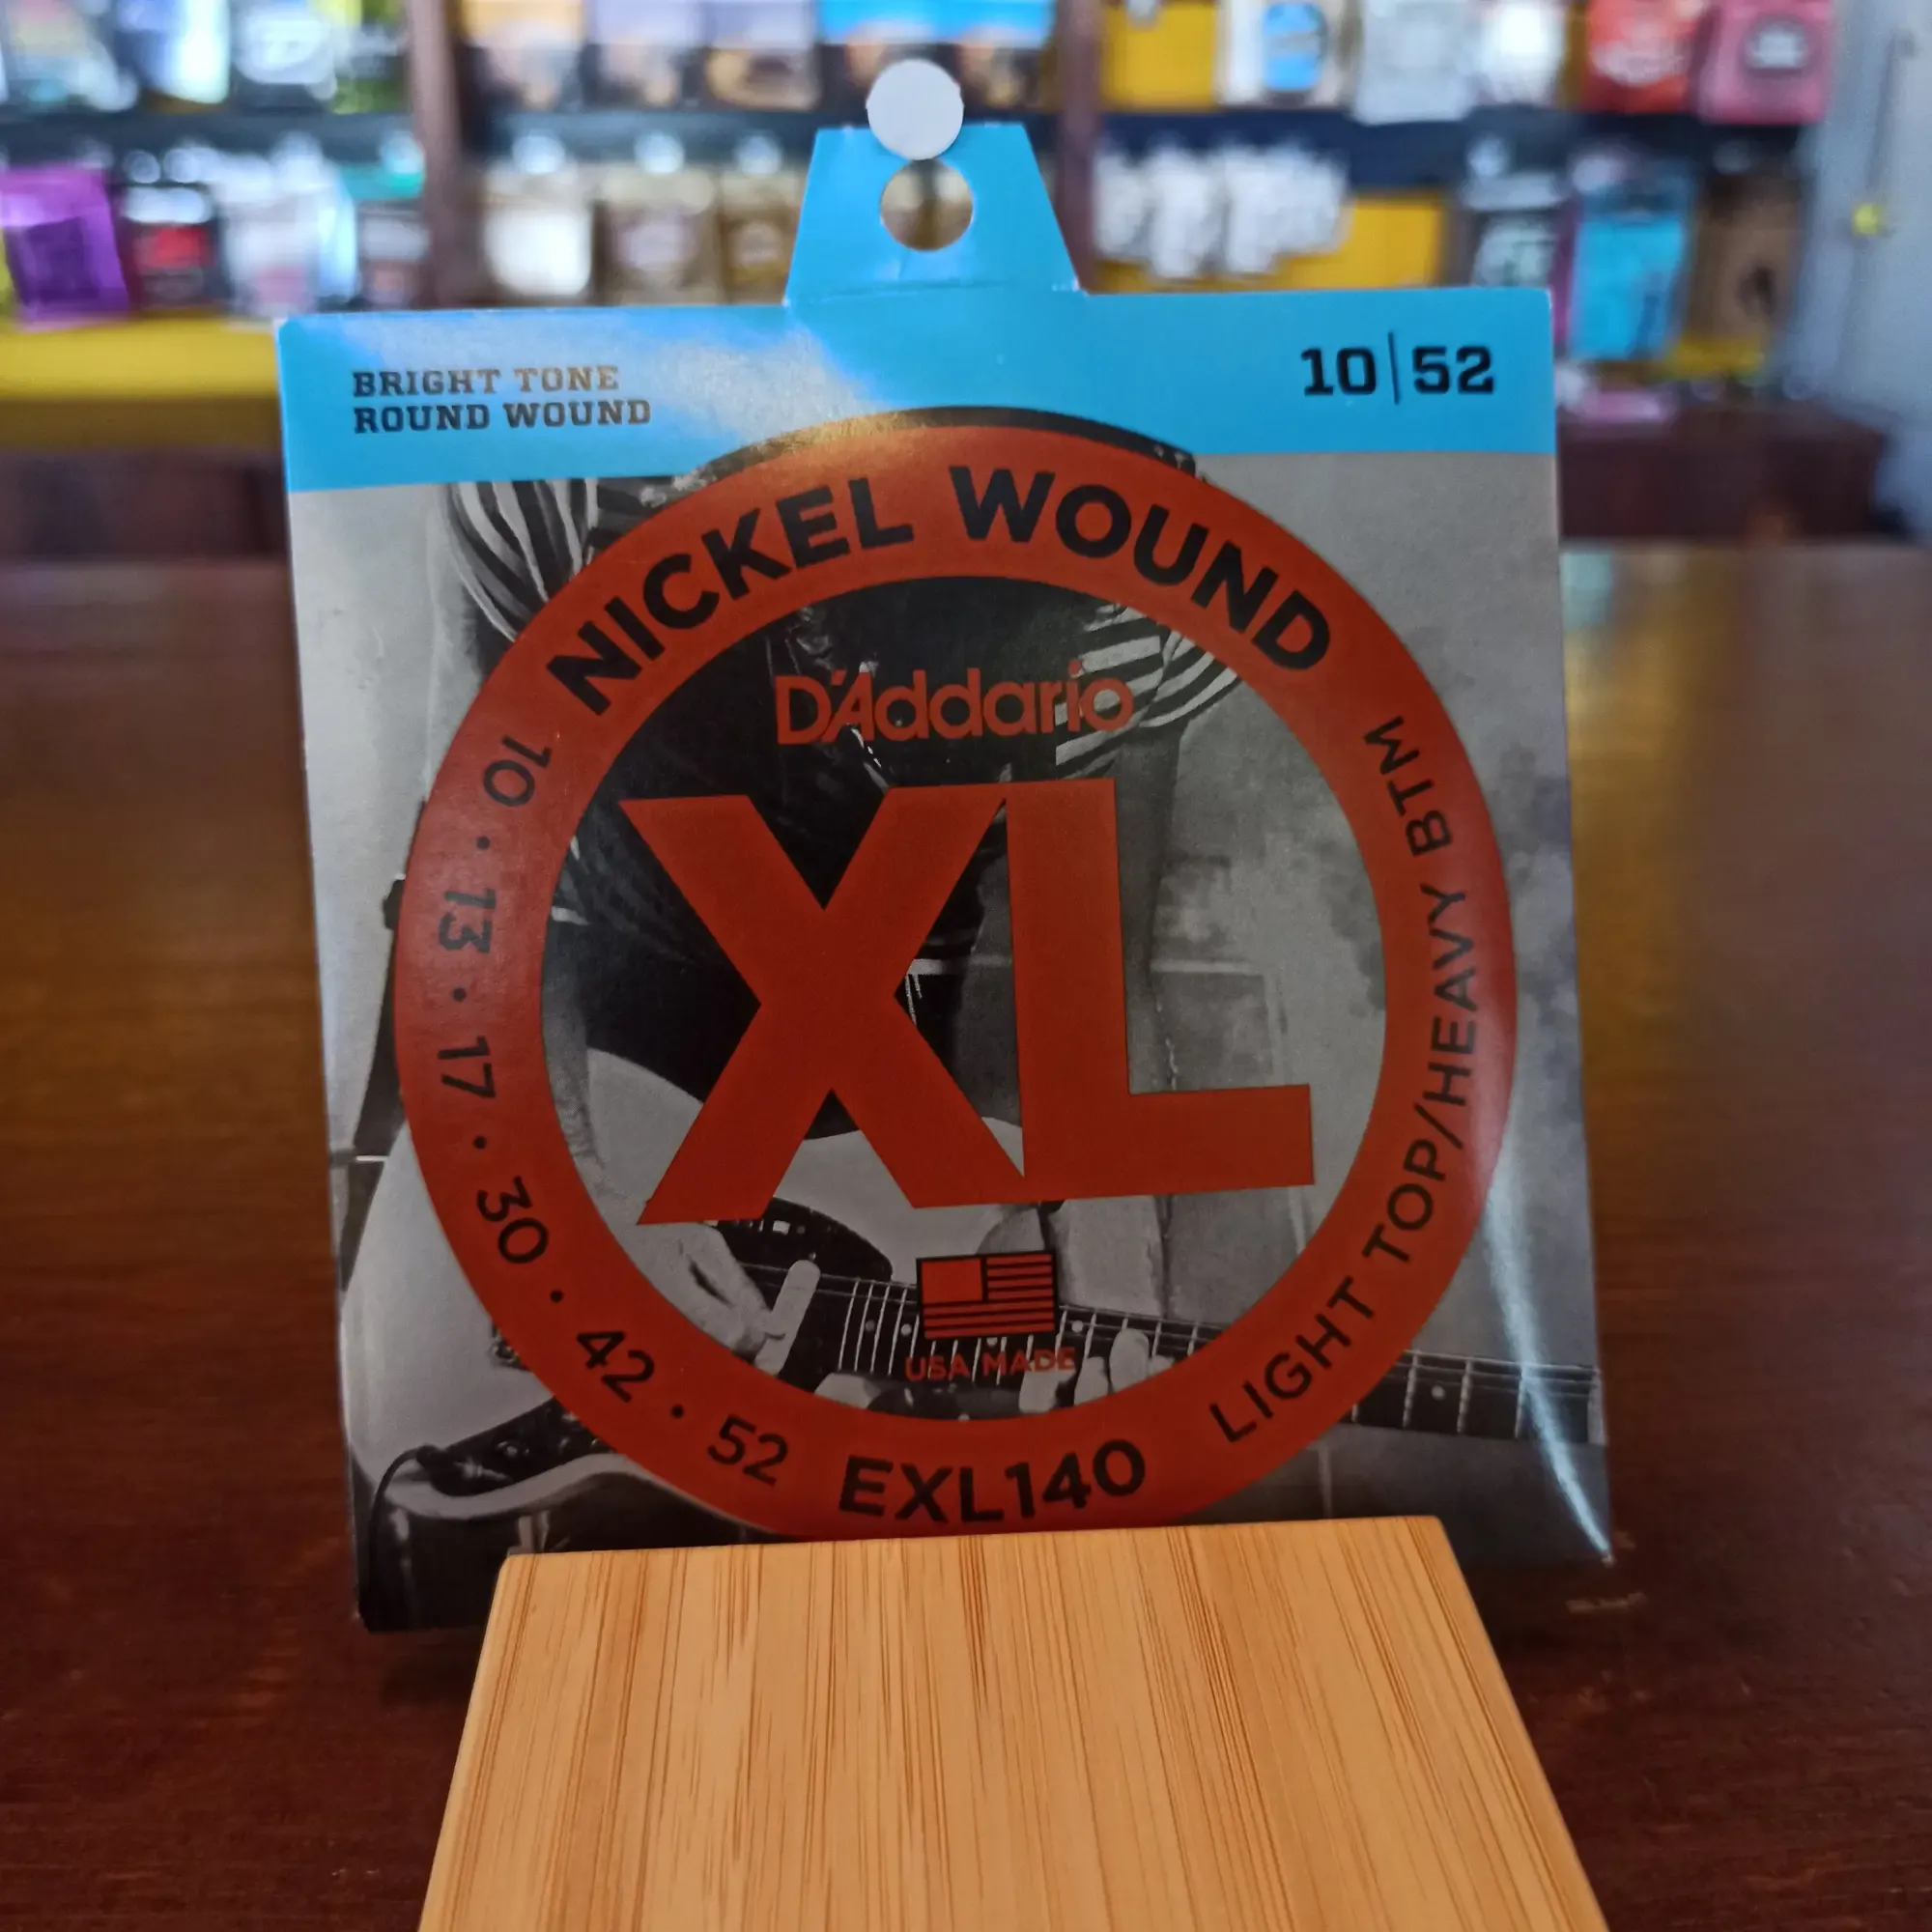 BRIGHT TONE
ROUND WOUND
10|52
NICKEL WOUND
D'Addario
XL
USA MADE
10 • 13 • 17 • 30 • 42 • 52
EXL140
LIGHT TOP/HEAVY BTM